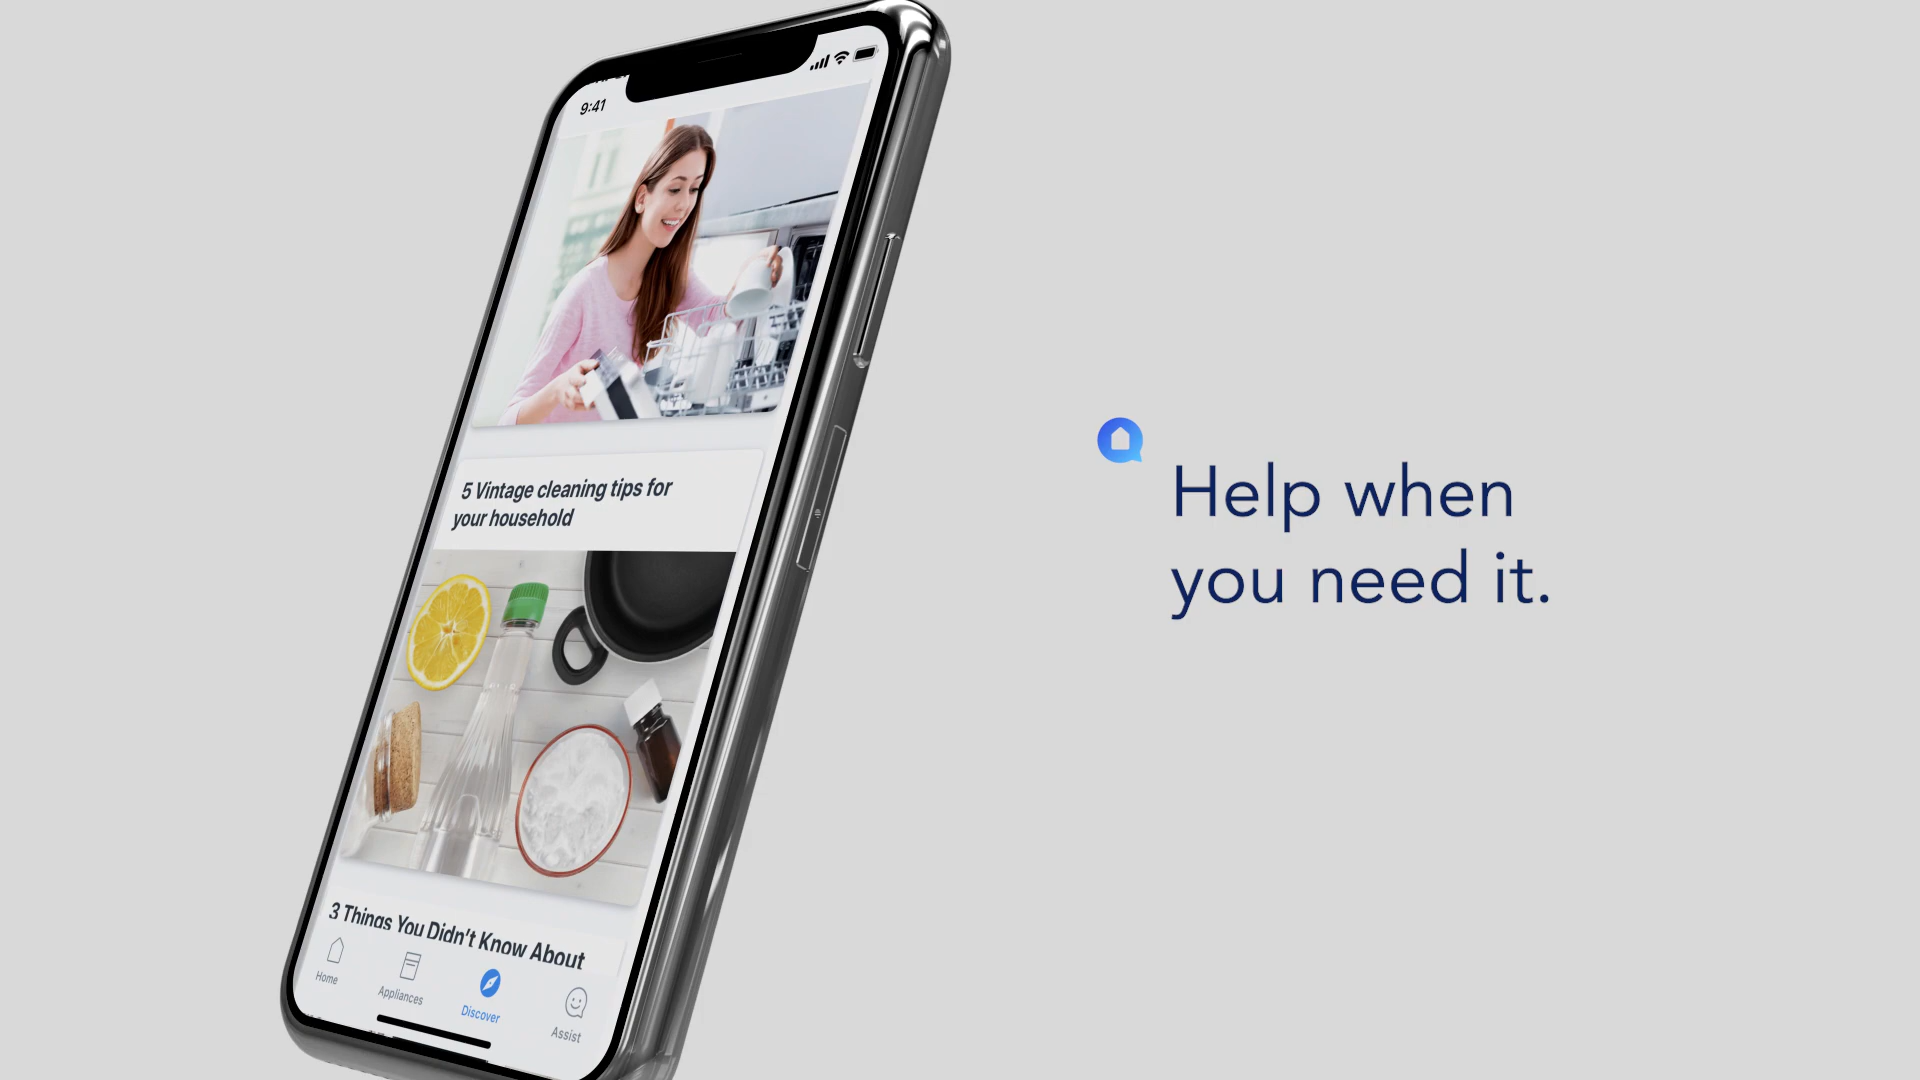 9:41
5 Vintage cleaning tips for
your household
3 Things You Didn't Know About
Home
Appliances
Discover
Assist
Help when
you need it.